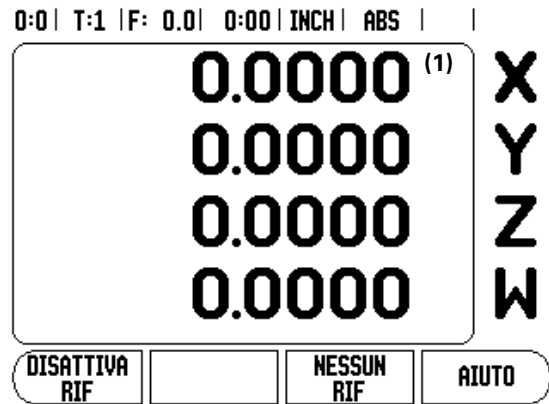 0:0| T:1 |F: 0.0| 0:00| INCH| ABS | |
0.0000 (1) X
0.0000 Y
0.0000 Z
0.0000 W
DISATTIVA RIF
NESSUN RIF
AIUTO